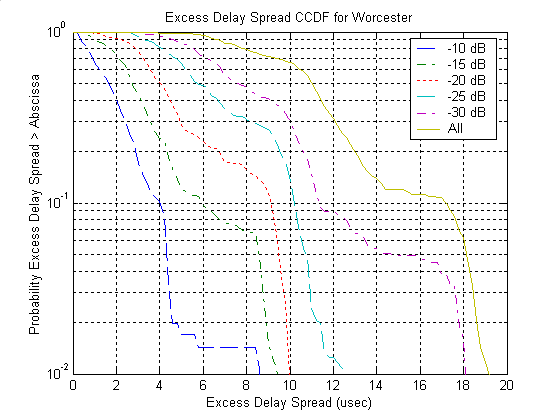 Excess Delay Spread CCDF for Worcester
Probability Excess Delay Spread > Abscissa
10^0
10^-1
10^-2
-10 dB
-15 dB
-20 dB
-25 dB
-30 dB
All
0 2 4 6 8 10 12 14 16 18 20
Excess Delay Spread (usec)